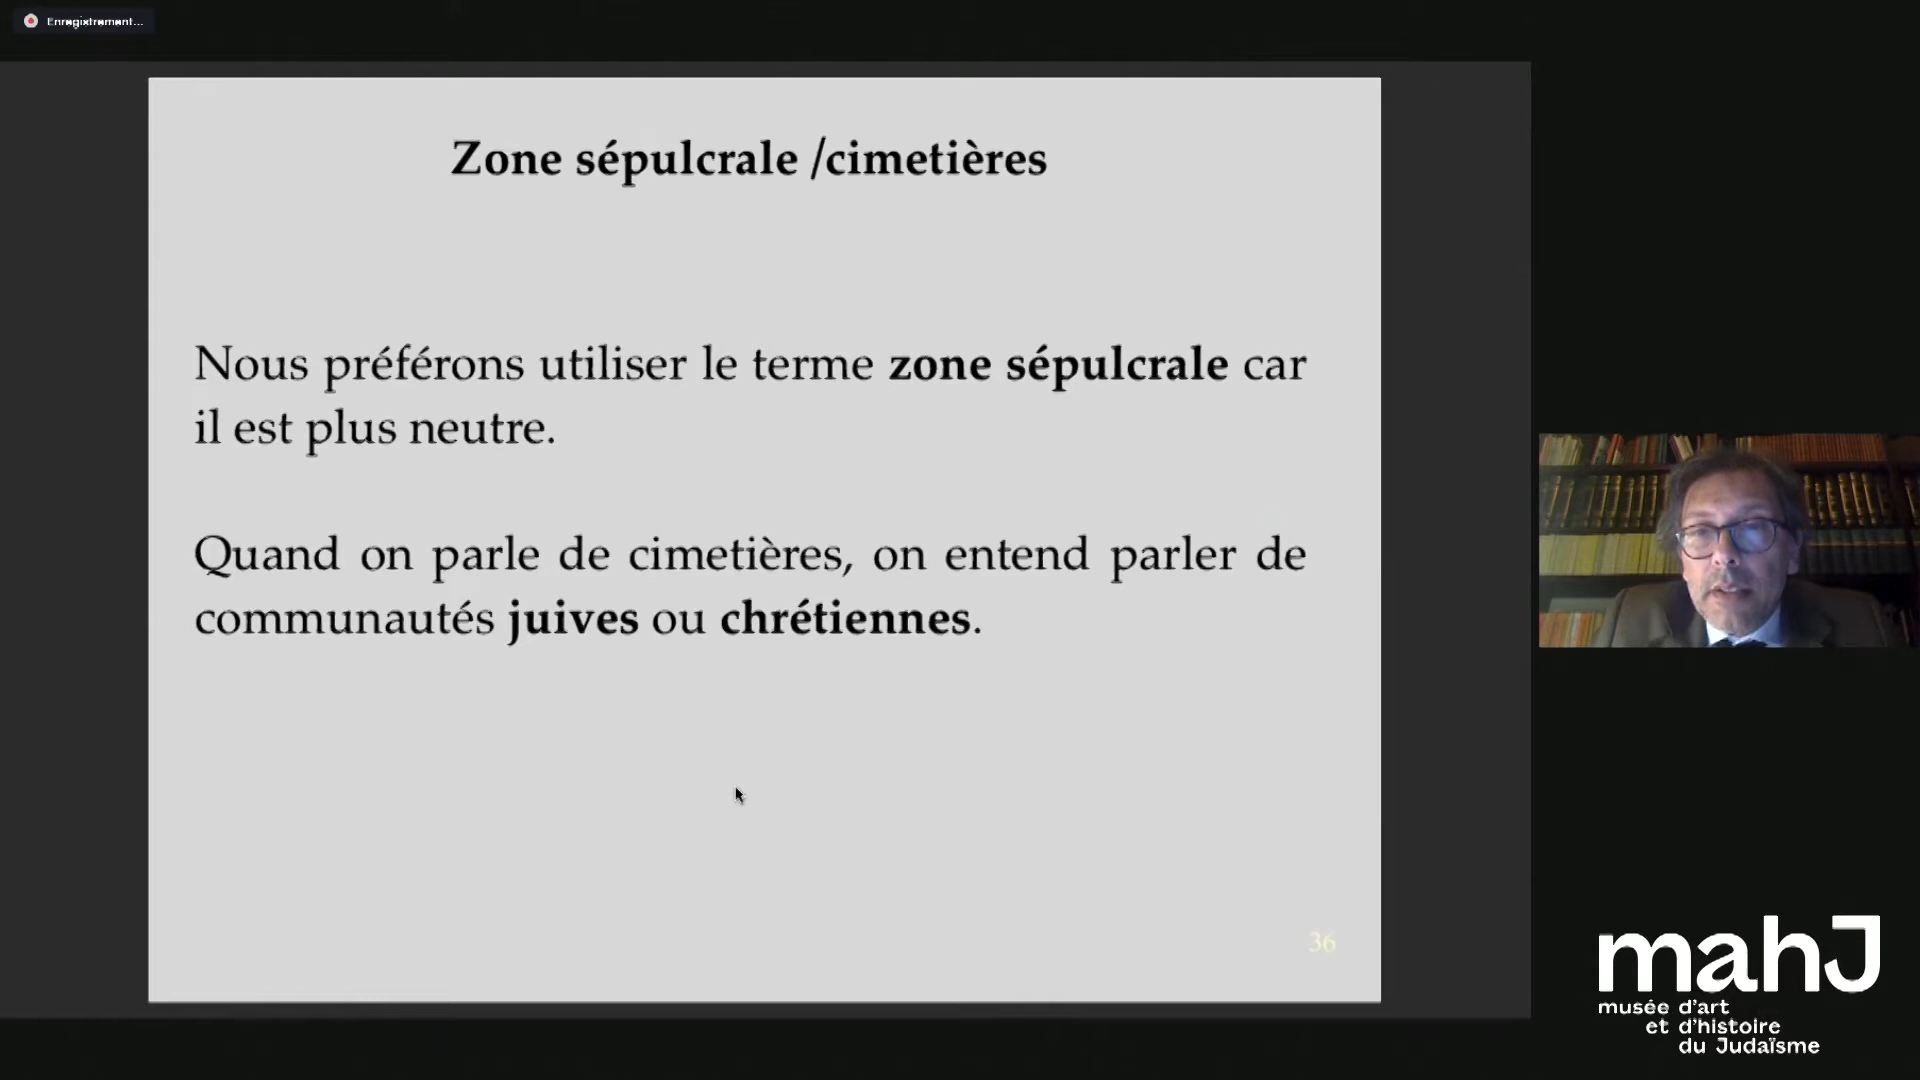 Enregistrement...
Zone sépulcrale /cimetières
Nous préférons utiliser le terme zone sépulcrale car
il est plus neutre.
Quand on parle de cimetières, on entend parler de
communautés juives ou chrétiennes.
36
mahJ
musée d'art
et d'histoire
du Judaïsme